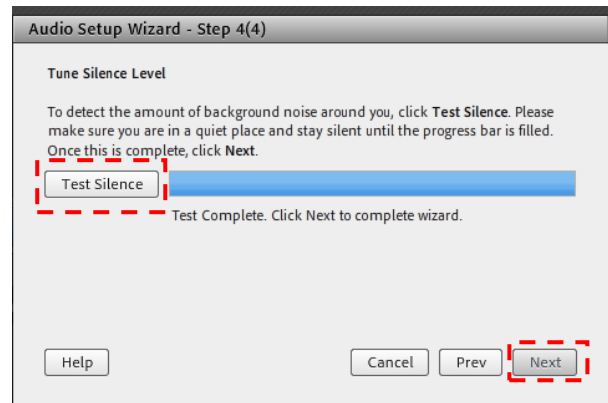 Audio Setup Wizard - Step 4(4)
Tune Silence Level
To detect the amount of background noise around you, click Test Silence. Please
make sure you are in a quiet place and stay silent until the progress bar is filled.
Once this is complete, click Next.
Test Silence
Test Complete. Click Next to complete wizard.
Help Cancel Prev Next